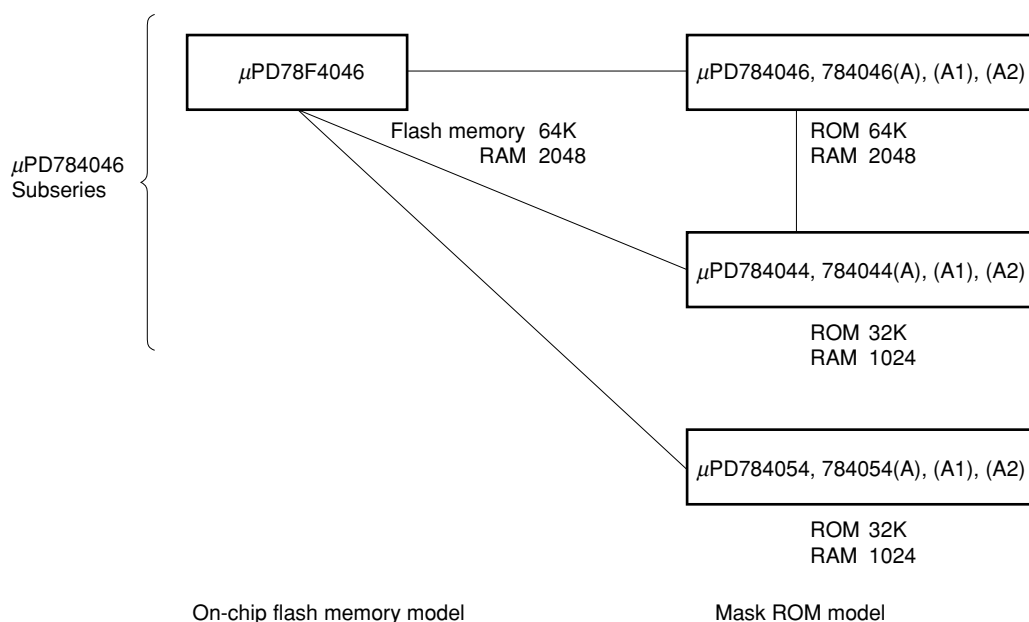 μPD784046
Subseries
μPD78F4046
Flash memory 64K
RAM 2048
μPD784046, 784046(A), (A1), (A2)
ROM 64K
RAM 2048
μPD784044, 784044(A), (A1), (A2)
ROM 32K
RAM 1024
μPD784054, 784054(A), (A1), (A2)
ROM 32K
RAM 1024
On-chip flash memory model
Mask ROM model